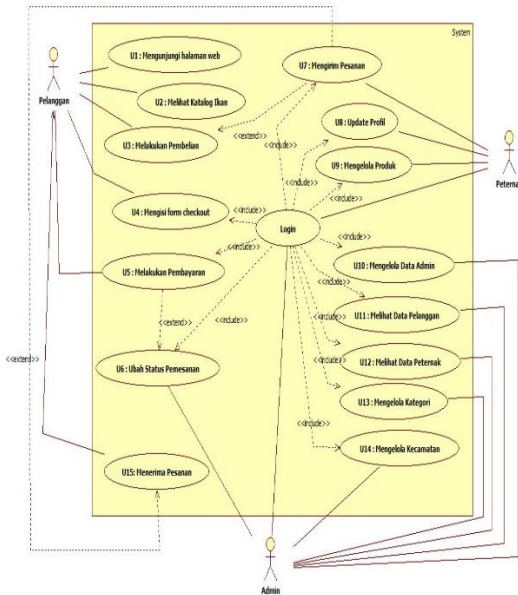 System
U1 : Mengunjungi halaman web
U7 : Mengirim Pesanan
Pelanggan
U2 : Melihat Katalog Ikan
U8 : Update Profil
U3 : Melakukan Pembelian
<<extend>>
<<include>>
<<include>>
U9 : Mengelola Produk
Peternak
<<include>>
U4 : Mengisi form checkout
<<include>>
Login
<<include>>
<<include>>
U5 : Melakukan Pembayaran
U10 : Mengelola Data Admin
<<include>>
U11 : Melihat Data Pelanggan
<<extend>>
<<include>>
<<include>>
<<extend>>
U12 : Melihat Data Peternak
U6 : Ubah Status Pemesanan
<<include>>
U13 : Mengelola Kategori
<<include>>
U14 : Mengelola Kecamatan
U15: Menerima Pesanan
Admin